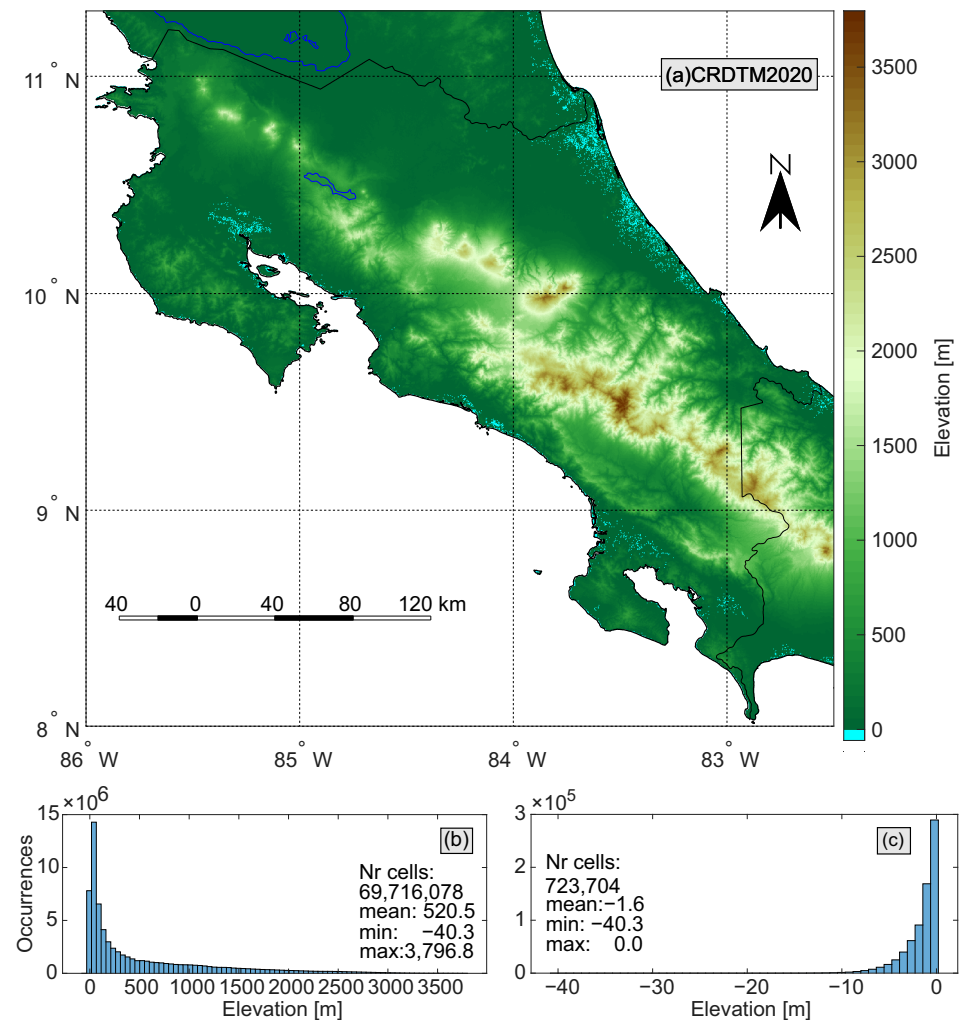 (a)CRDTM2020
N
11° N
10° N
9° N
8° N
86° W
85° W
84° W
83° W
40 0 40 80 120 km
3500
3000
2500
2000
1500
1000
500
0
Elevation [m]
×10⁶
15
10
5
0
Occurrences
(b)
Nr cells:
69,716,078
mean: 520.5
min: −40.3
max:3,796.8
0 500 1000 1500 2000 2500 3000 3500
Elevation [m]
×10⁵
3
2
1
0
(c)
Nr cells:
723,704
mean:−1.6
min: −40.3
max: 0.0
−40 −30 −20 −10 0
Elevation [m]